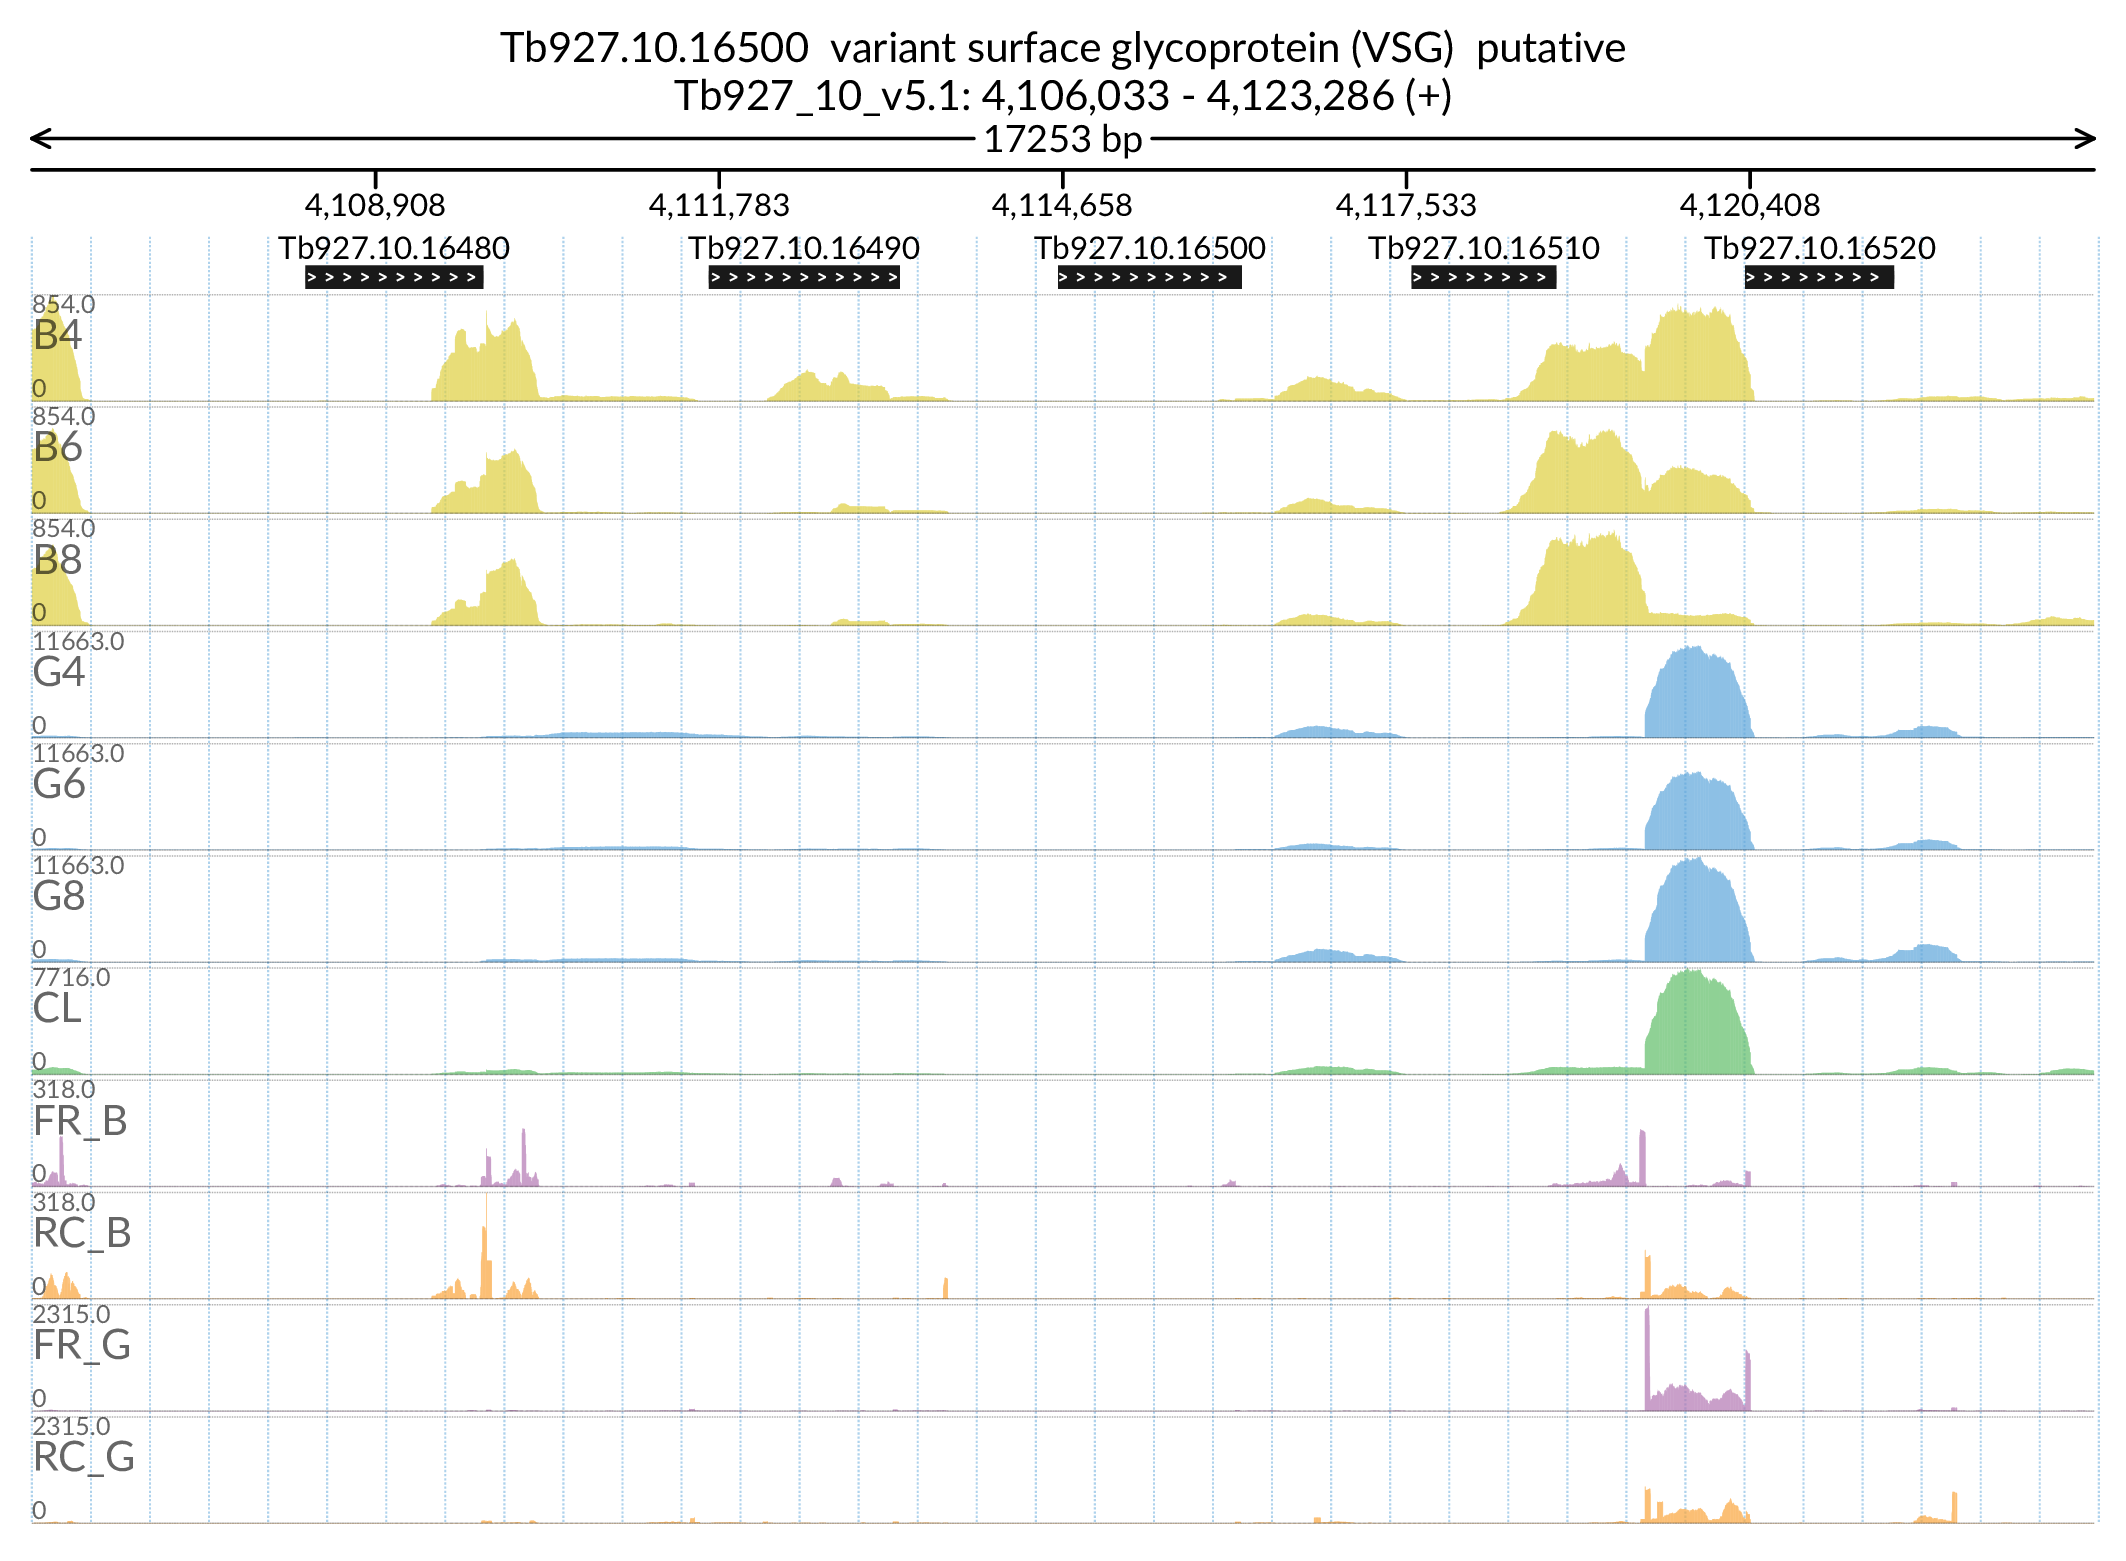 Tb927.10.16500  variant surface glycoprotein (VSG)  putative
Tb927_10_v5.1: 4,106,033 - 4,123,286 (+)
17253 bp
4,108,908 4,111,783 4,114,658 4,117,533 4,120,408
Tb927.10.16480 Tb927.10.16490 Tb927.10.16500 Tb927.10.16510 Tb927.10.16520
854.0
B4
0
854.0
B6
0
854.0
B8
0
11663.0
G4
0
11663.0
G6
0
11663.0
G8
0
7716.0
CL
0
318.0
FR_B
0
318.0
RC_B
0
2315.0
FR_G
0
2315.0
RC_G
0